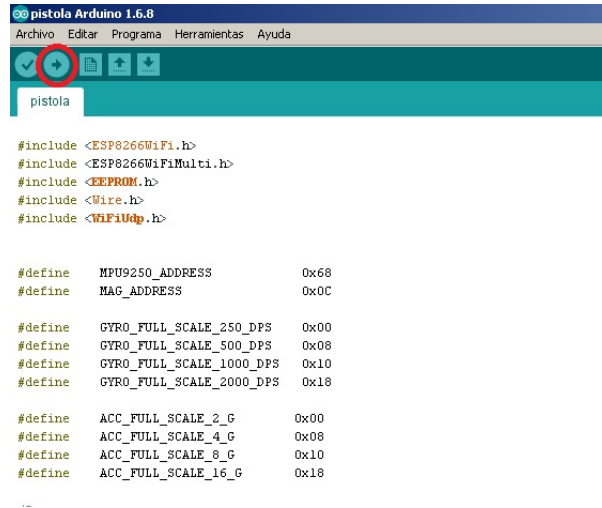 pistola Arduino 1.6.8
Archivo Editar Programa Herramientas Ayuda
pistola
#include <ESP8266WiFi.h>
#include <ESP8266WiFiMulti.h>
#include <EEPROM.h>
#include <Wire.h>
#include <WiFiUdp.h>
#define MPU9250_ADDRESS 0x68
#define MAG_ADDRESS 0x0C
#define GYRO_FULL_SCALE_250_DPS 0x00
#define GYRO_FULL_SCALE_500_DPS 0x08
#define GYRO_FULL_SCALE_1000_DPS 0x10
#define GYRO_FULL_SCALE_2000_DPS 0x18
#define ACC_FULL_SCALE_2_G 0x00
#define ACC_FULL_SCALE_4_G 0x08
#define ACC_FULL_SCALE_8_G 0x10
#define ACC_FULL_SCALE_16_G 0x18